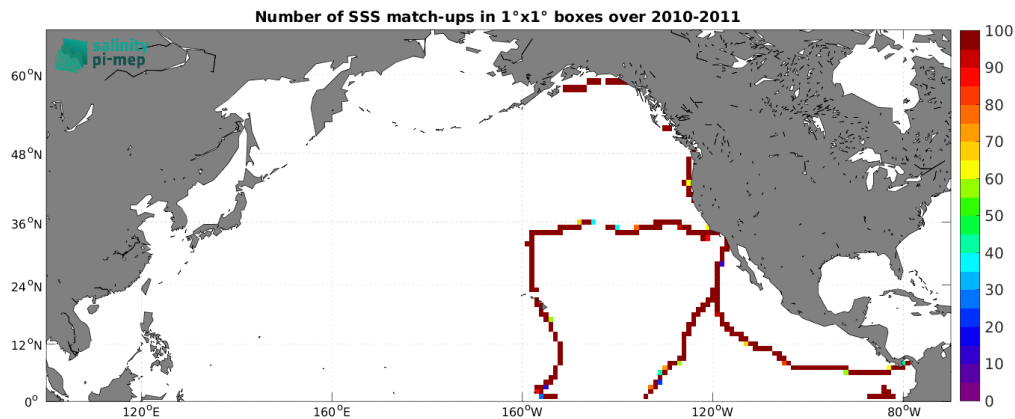 Number of SSS match-ups in 1°x1° boxes over 2010-2011
salinity
pi-mep
60°N
48°N
36°N
24°N
12°N
0°
120°E
160°E
160°W
120°W
80°W
100
90
80
70
60
50
40
30
20
10
0